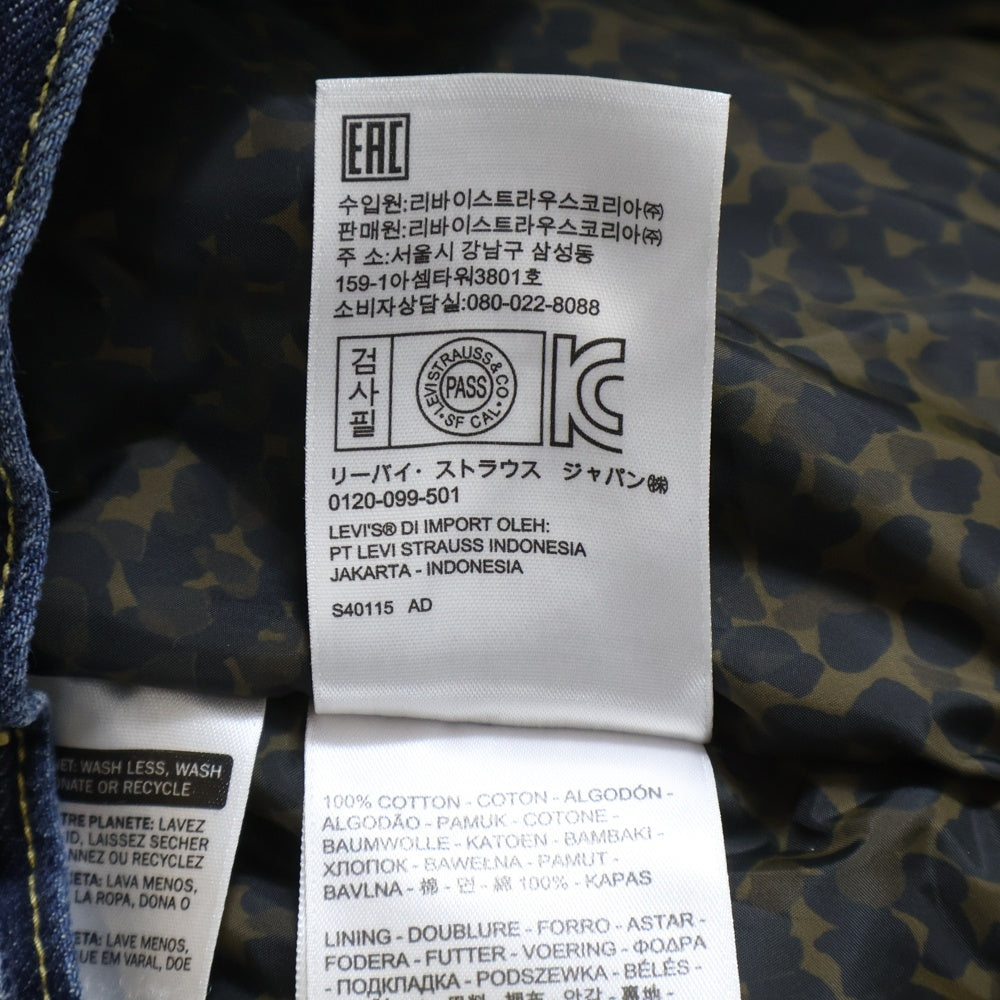 EAC
수입원:리바이스트라우스코리아㈜
판매원:리바이스트라우스코리아㈜
주 소:서울시 강남구 삼성동
159-1아셈타워3801호
소비자상담실:080-022-8088
검사필
LEVI STRAUSS & CO
PASS
S.F CAL.
KC
リーバイ・ストラウス ジャパン㈱
0120-099-501
LEVI'S® DI IMPORT OLEH:
PT LEVI STRAUSS INDONESIA
JAKARTA - INDONESIA
S40115 AD
ET: WASH LESS, WASH
NATE OR RECYCLE
TRE PLANETE: LAVEZ
ID, LAISSEZ SECHER
NNEZ OU RECYCLEZ
ETA: LAVA MENOS,
LA ROPA, DONA O
ETA: LAVE MENOS,
UE EM VARAL, DOE
100% COTTON - COTON - ALGODÓN -
ALGODÃO - PAMUK - COTONE -
BAUMWOLLE - KATOEN - BAMBAKI -
ХЛОПОК - BAWEŁNA - PAMUT -
BAVLNA - 棉 - 면 - 綿 100% - KAPAS
LINING - DOUBLURE - FORRO - ASTAR -
FODERA - FUTTER - VOERING - ΦΟΔΡΑ
- ПОДКЛАДКА - PODSZEWKA - BÉLÉS -